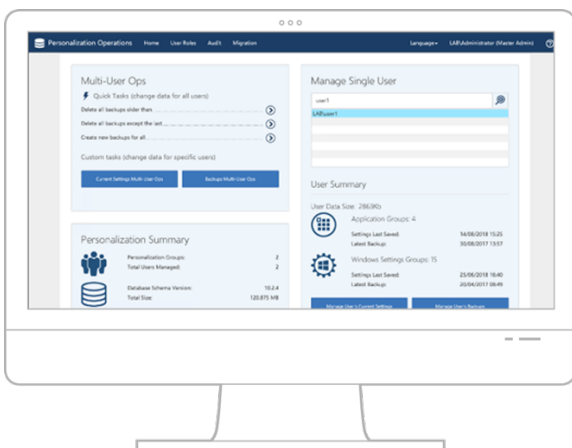 Personalization Operations Home User Roles Audit Migration Language LAB\Administrator (Master Admin)
Multi-User Ops
Quick Tasks (change data for all users)
Delete all backups older than
Delete all backups except the last
Create new backups for all
Custom tasks (change data for specific users)
Current Settings Multi-User Ops Backups Multi-User Ops
Personalization Summary
Personalization Groups: 2
Total Users Managed: 2
Database Schema Version: 10.2.4
Total Size: 120.875 MB
Manage Single User
user1
LAB\user1
User Summary
User Data Size: 2863Kb
Application Groups: 4
Settings Last Saved: 14/08/2018 15:25
Latest Backup: 30/08/2017 13:57
Windows Settings Groups: 15
Settings Last Saved: 25/06/2018 16:40
Latest Backup: 20/04/2017 08:49
Manage User's Current Settings Manage User's Backups